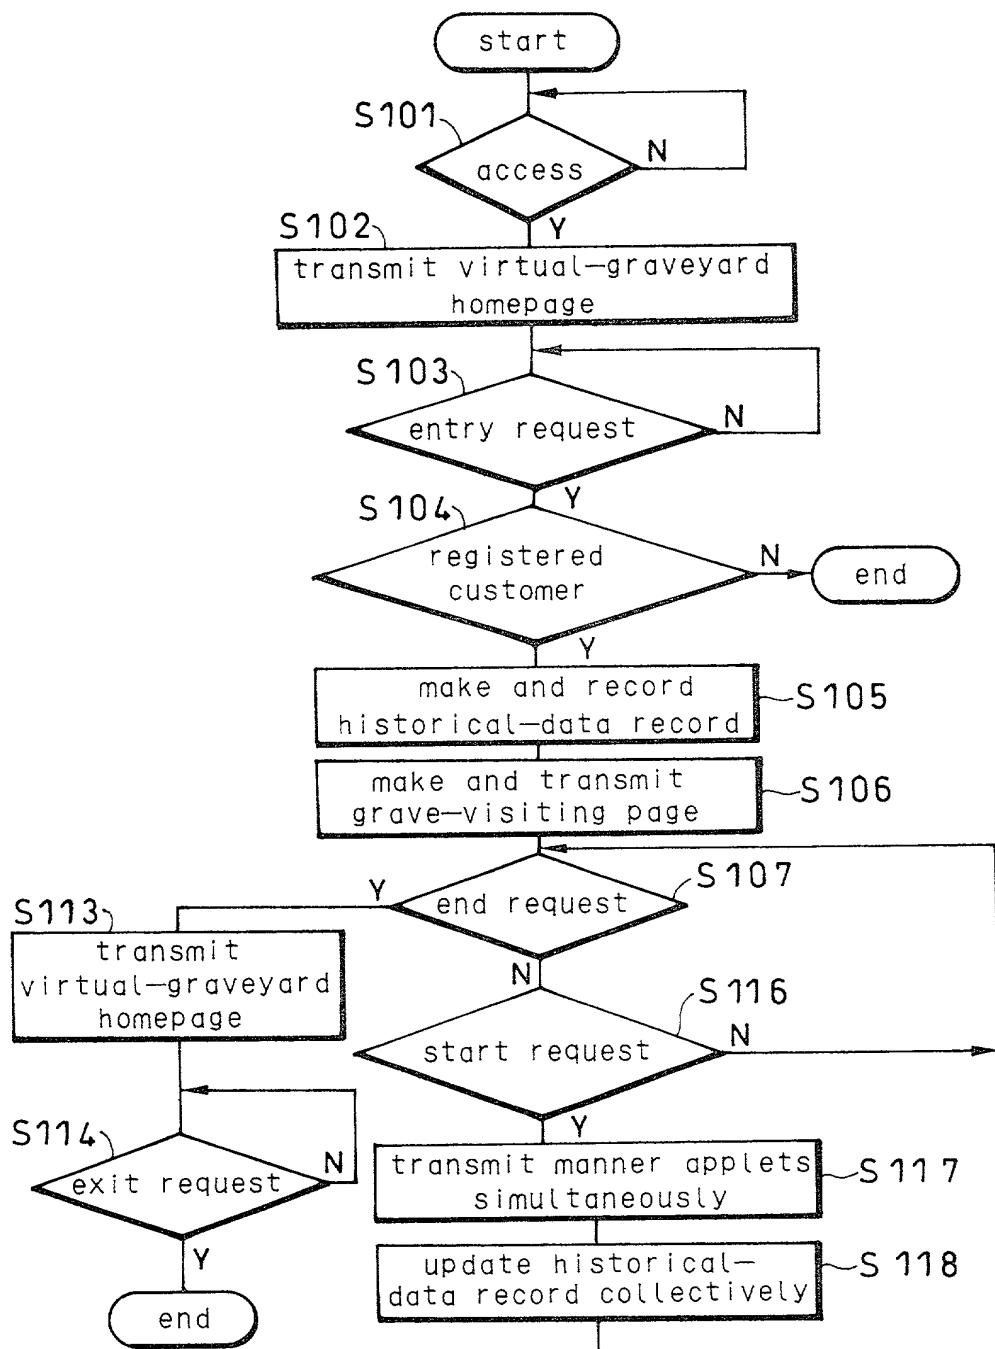 start
S101
access
N
Y
S102
transmit virtual—graveyard
homepage
S103
entry request
N
Y
S104
registered
customer
N
end
Y
make and record
historical—data record
S105
make and transmit
grave—visiting page
S106
S107
Y
end request
S113
transmit
virtual—graveyard
homepage
N
S116
start request
N
S114
exit request
N
Y
transmit manner applets
simultaneously
S117
Y
update historical—
data record collectively
S118
end